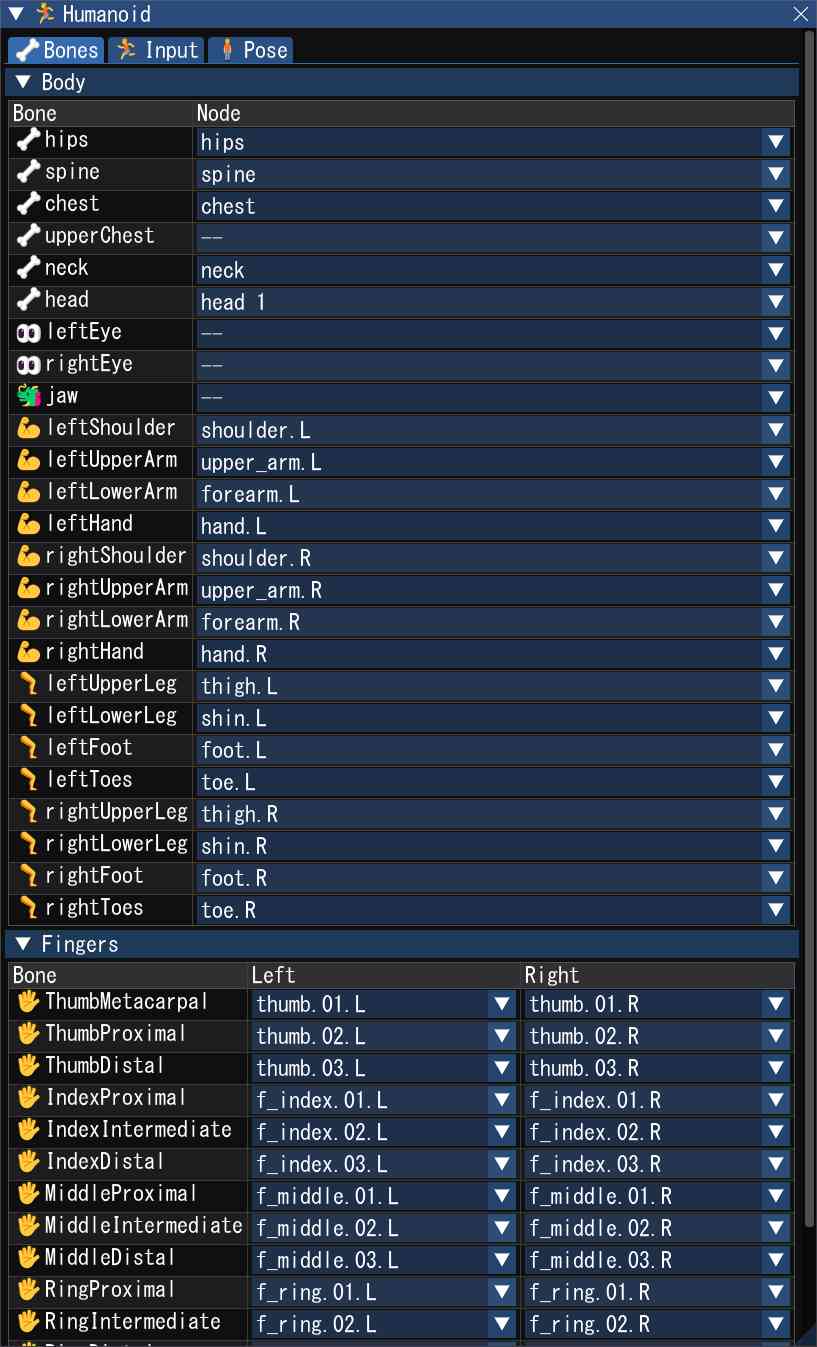 Humanoid
Bones Input Pose
Body
Bone Node
hips hips
spine spine
chest chest
upperChest --
neck neck
head head 1
leftEye --
rightEye --
jaw --
leftShoulder shoulder.L
leftUpperArm upper_arm.L
leftLowerArm forearm.L
leftHand hand.L
rightShoulder shoulder.R
rightUpperArm upper_arm.R
rightLowerArm forearm.R
rightHand hand.R
leftUpperLeg thigh.L
leftLowerLeg shin.L
leftFoot foot.L
leftToes toe.L
rightUpperLeg thigh.R
rightLowerLeg shin.R
rightFoot foot.R
rightToes toe.R
Fingers
Bone Left Right
ThumbMetacarpal thumb.01.L thumb.01.R
ThumbProximal thumb.02.L thumb.02.R
ThumbDistal thumb.03.L thumb.03.R
IndexProximal f_index.01.L f_index.01.R
IndexIntermediate f_index.02.L f_index.02.R
IndexDistal f_index.03.L f_index.03.R
MiddleProximal f_middle.01.L f_middle.01.R
MiddleIntermediate f_middle.02.L f_middle.02.R
MiddleDistal f_middle.03.L f_middle.03.R
RingProximal f_ring.01.L f_ring.01.R
RingIntermediate f_ring.02.L f_ring.02.R